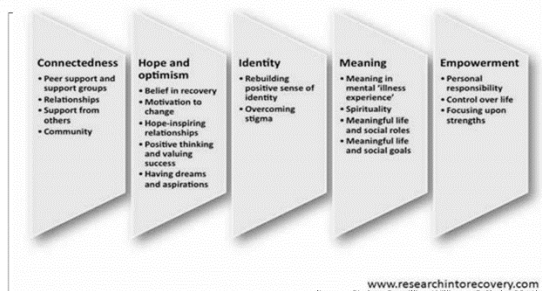 Connectedness
• Peer support and
support groups
• Relationships
• Support from
others
• Community
Hope and
optimism
• Belief in recovery
• Motivation to
change
• Hope-inspiring
relationships
• Positive thinking
and valuing
success
• Having dreams
and aspirations
Identity
• Rebuilding
positive sense of
identity
• Overcoming
stigma
Meaning
• Meaning in
mental 'illness
experience'
• Spirituality
• Meaningful life
and social roles
• Meaningful life
and social goals
Empowerment
• Personal
responsibility
• Control over life
• Focusing upon
strengths
www.researchintorecovery.com